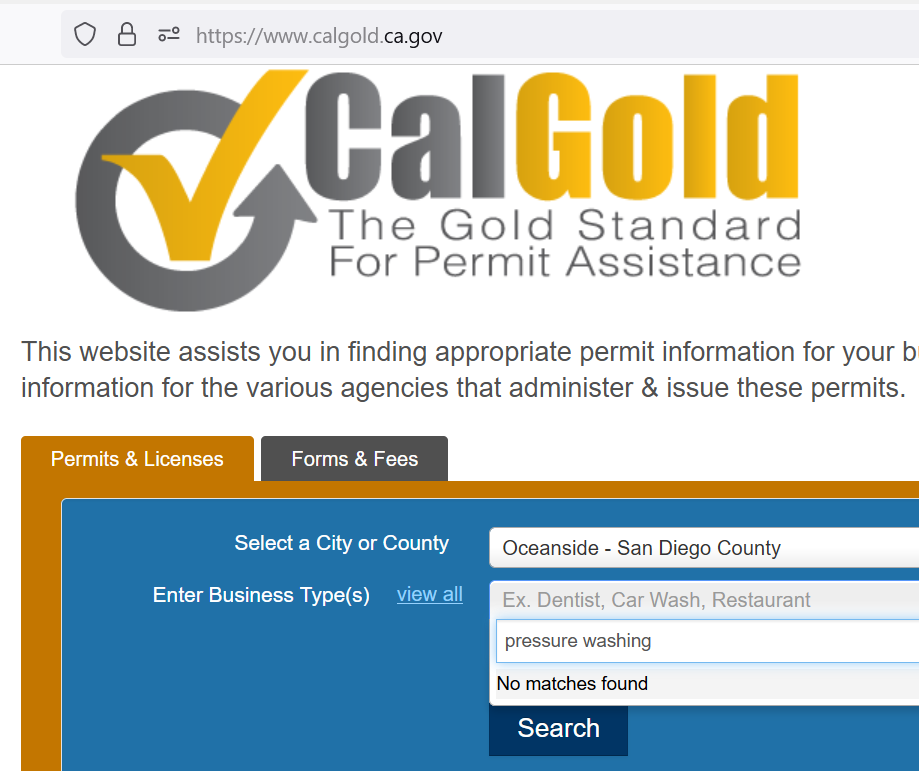 https://www.calgold.ca.gov
CalGold
The Gold Standard
For Permit Assistance
This website assists you in finding appropriate permit information for your
information for the various agencies that administer & issue these permits.
Permits & Licenses
Forms & Fees
Select a City or County
Oceanside - San Diego County
Enter Business Type(s) view all
Ex. Dentist, Car Wash, Restaurant
pressure washing
No matches found
Search